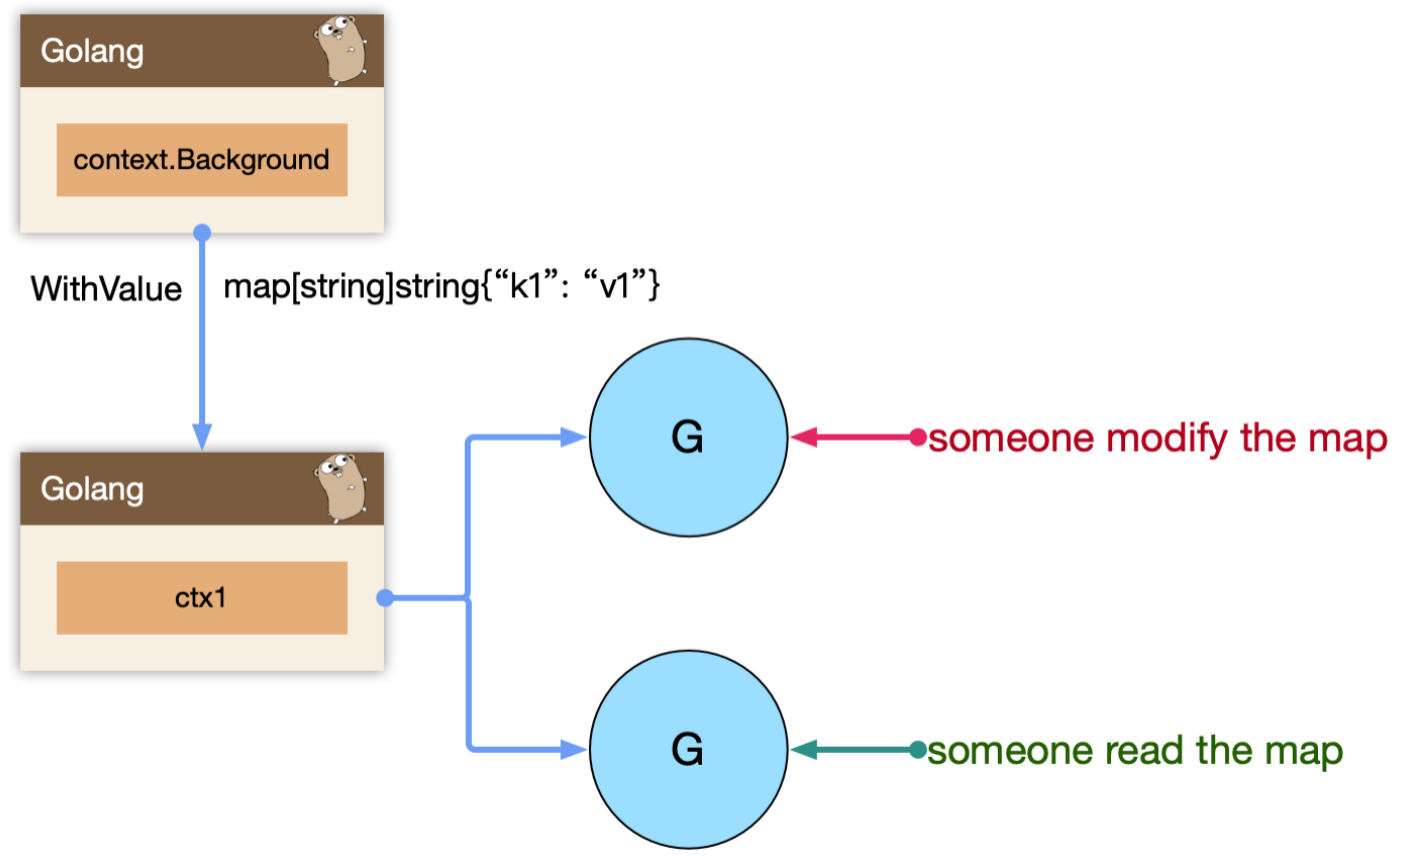 Golang
context.Background
WithValue
map[string]string{“k1”: “v1”}
G
someone modify the map
Golang
ctx1
G
someone read the map